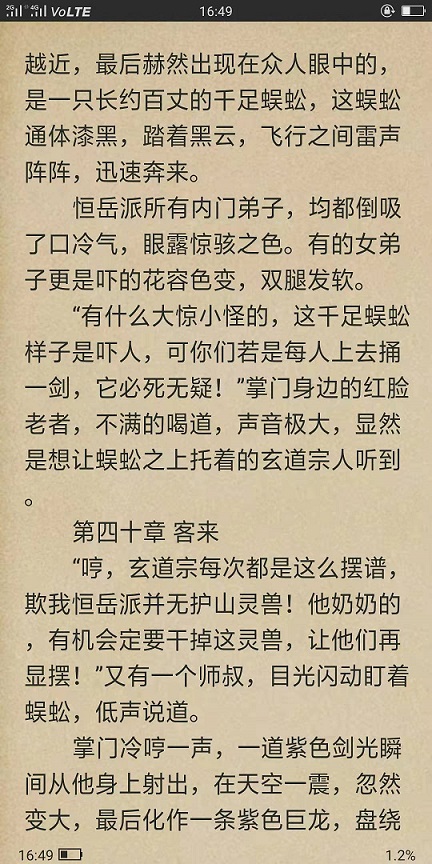 2G 4G VoLTE 16:49
越近，最后赫然出现在众人眼中的，
是一只长约百丈的千足蜈蚣，这蜈蚣
通体漆黑，踏着黑云，飞行之间雷声
阵阵，迅速奔来。
恒岳派所有内门弟子，均都倒吸
了口冷气，眼露惊骇之色。有的女弟
子更是吓的花容色变，双腿发软。
“有什么大惊小怪的，这千足蜈蚣
样子是吓人，可你们若是每人上去捅
一剑，它必死无疑！”掌门身边的红脸
老者，不满的喝道，声音极大，显然
是想让蜈蚣之上托着的玄道宗人听到
。
第四十章 客来
“哼，玄道宗每次都是这么摆谱，
欺我恒岳派并无护山灵兽！他奶奶的
，有机会定要干掉这灵兽，让他们再
显摆！”又有一个师叔，目光闪动盯着
蜈蚣，低声说道。
掌门冷哼一声，一道紫色剑光瞬
间从他身上射出，在天空一震，忽然
变大，最后化作一条紫色巨龙，盘绕
16:49 1.2%